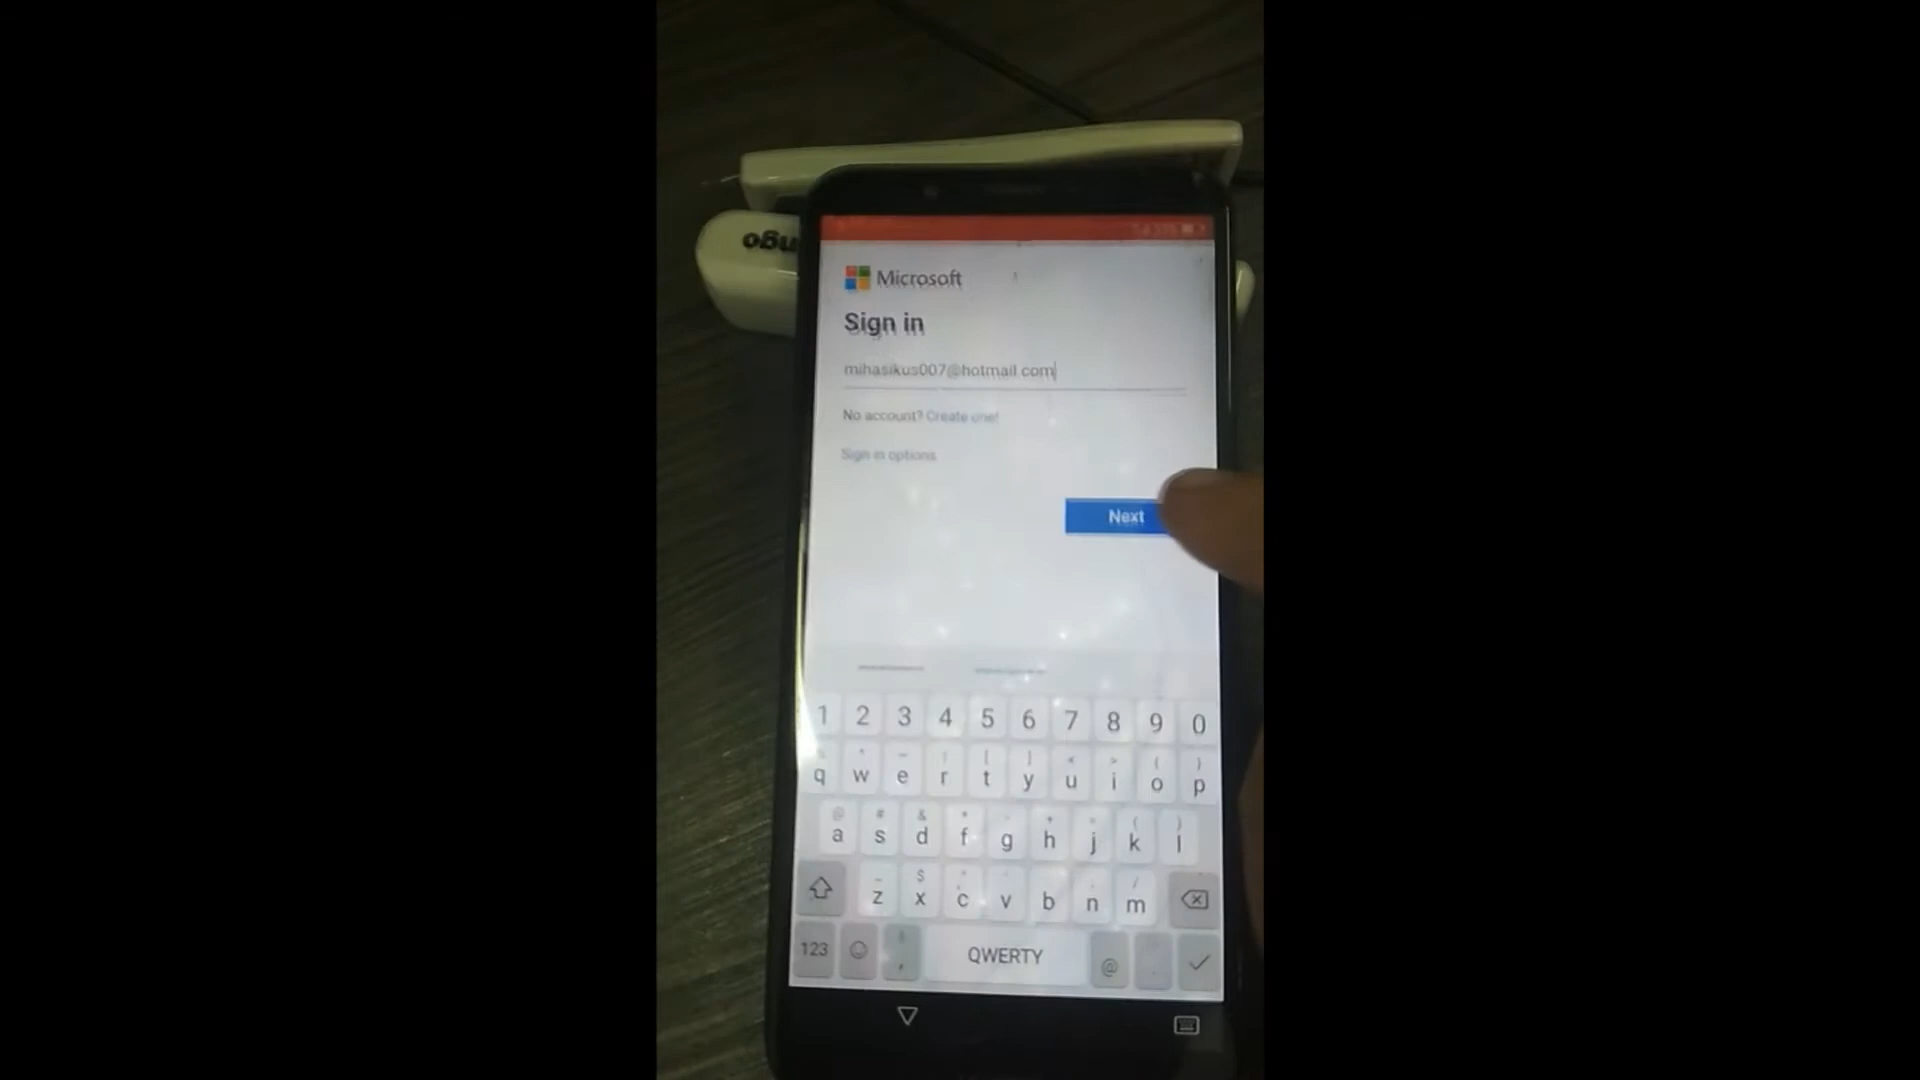 Microsoft
Sign in
mihasikus007@hotmail.com
No account? Create one!
Sign in options
Next
1 2 3 4 5 6 7 8 9 0
q w e r t y u i o p
a s d f g h j k l
z x c v b n m
123 , QWERTY @
ngo